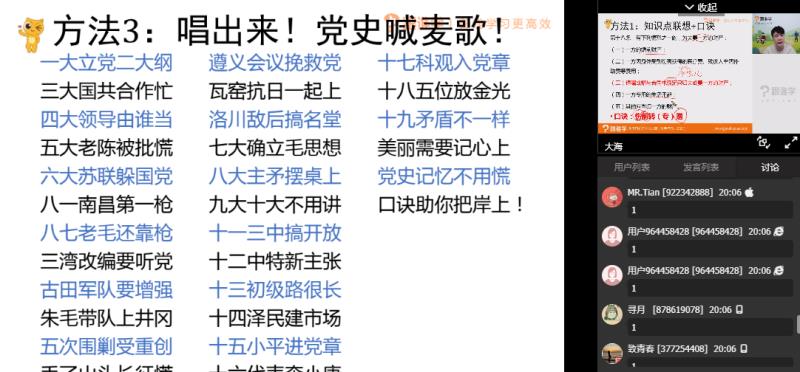 方法3：唱出来！党史喊麦歌！
学习更高效
一大立党二大纲
三大国共合作忙
四大领导由谁当
五大老陈被批慌
六大苏联躲国党
八一南昌第一枪
八七老毛还靠枪
三湾改编要听党
古田军队要增强
朱毛带队上井冈
五次围剿受重创
遵义会议挽救党
瓦窑抗日一起上
洛川敌后搞名堂
七大确立毛思想
八大主矛摆桌上
九大十大不用讲
十一三中搞开放
十二中特新主张
十三初级路很长
十四泽民建市场
十五小平进党章
十六代表奔小康
十七科观入党章
十八五位放金光
十九矛盾不一样
美丽需要记心上
党史记忆不用慌
口诀助你把岸上！
收起
方法1：知识点联想+口诀
大海
用户列表
发言列表
讨论
MR.Tian [922342888] 20:06
1
用户964458428 [964458428] 20:06
1
用户964458428 [964458428] 20:06
1
寻月 [878619078] 20:06
1
致青春 [377254408] 20:06
1